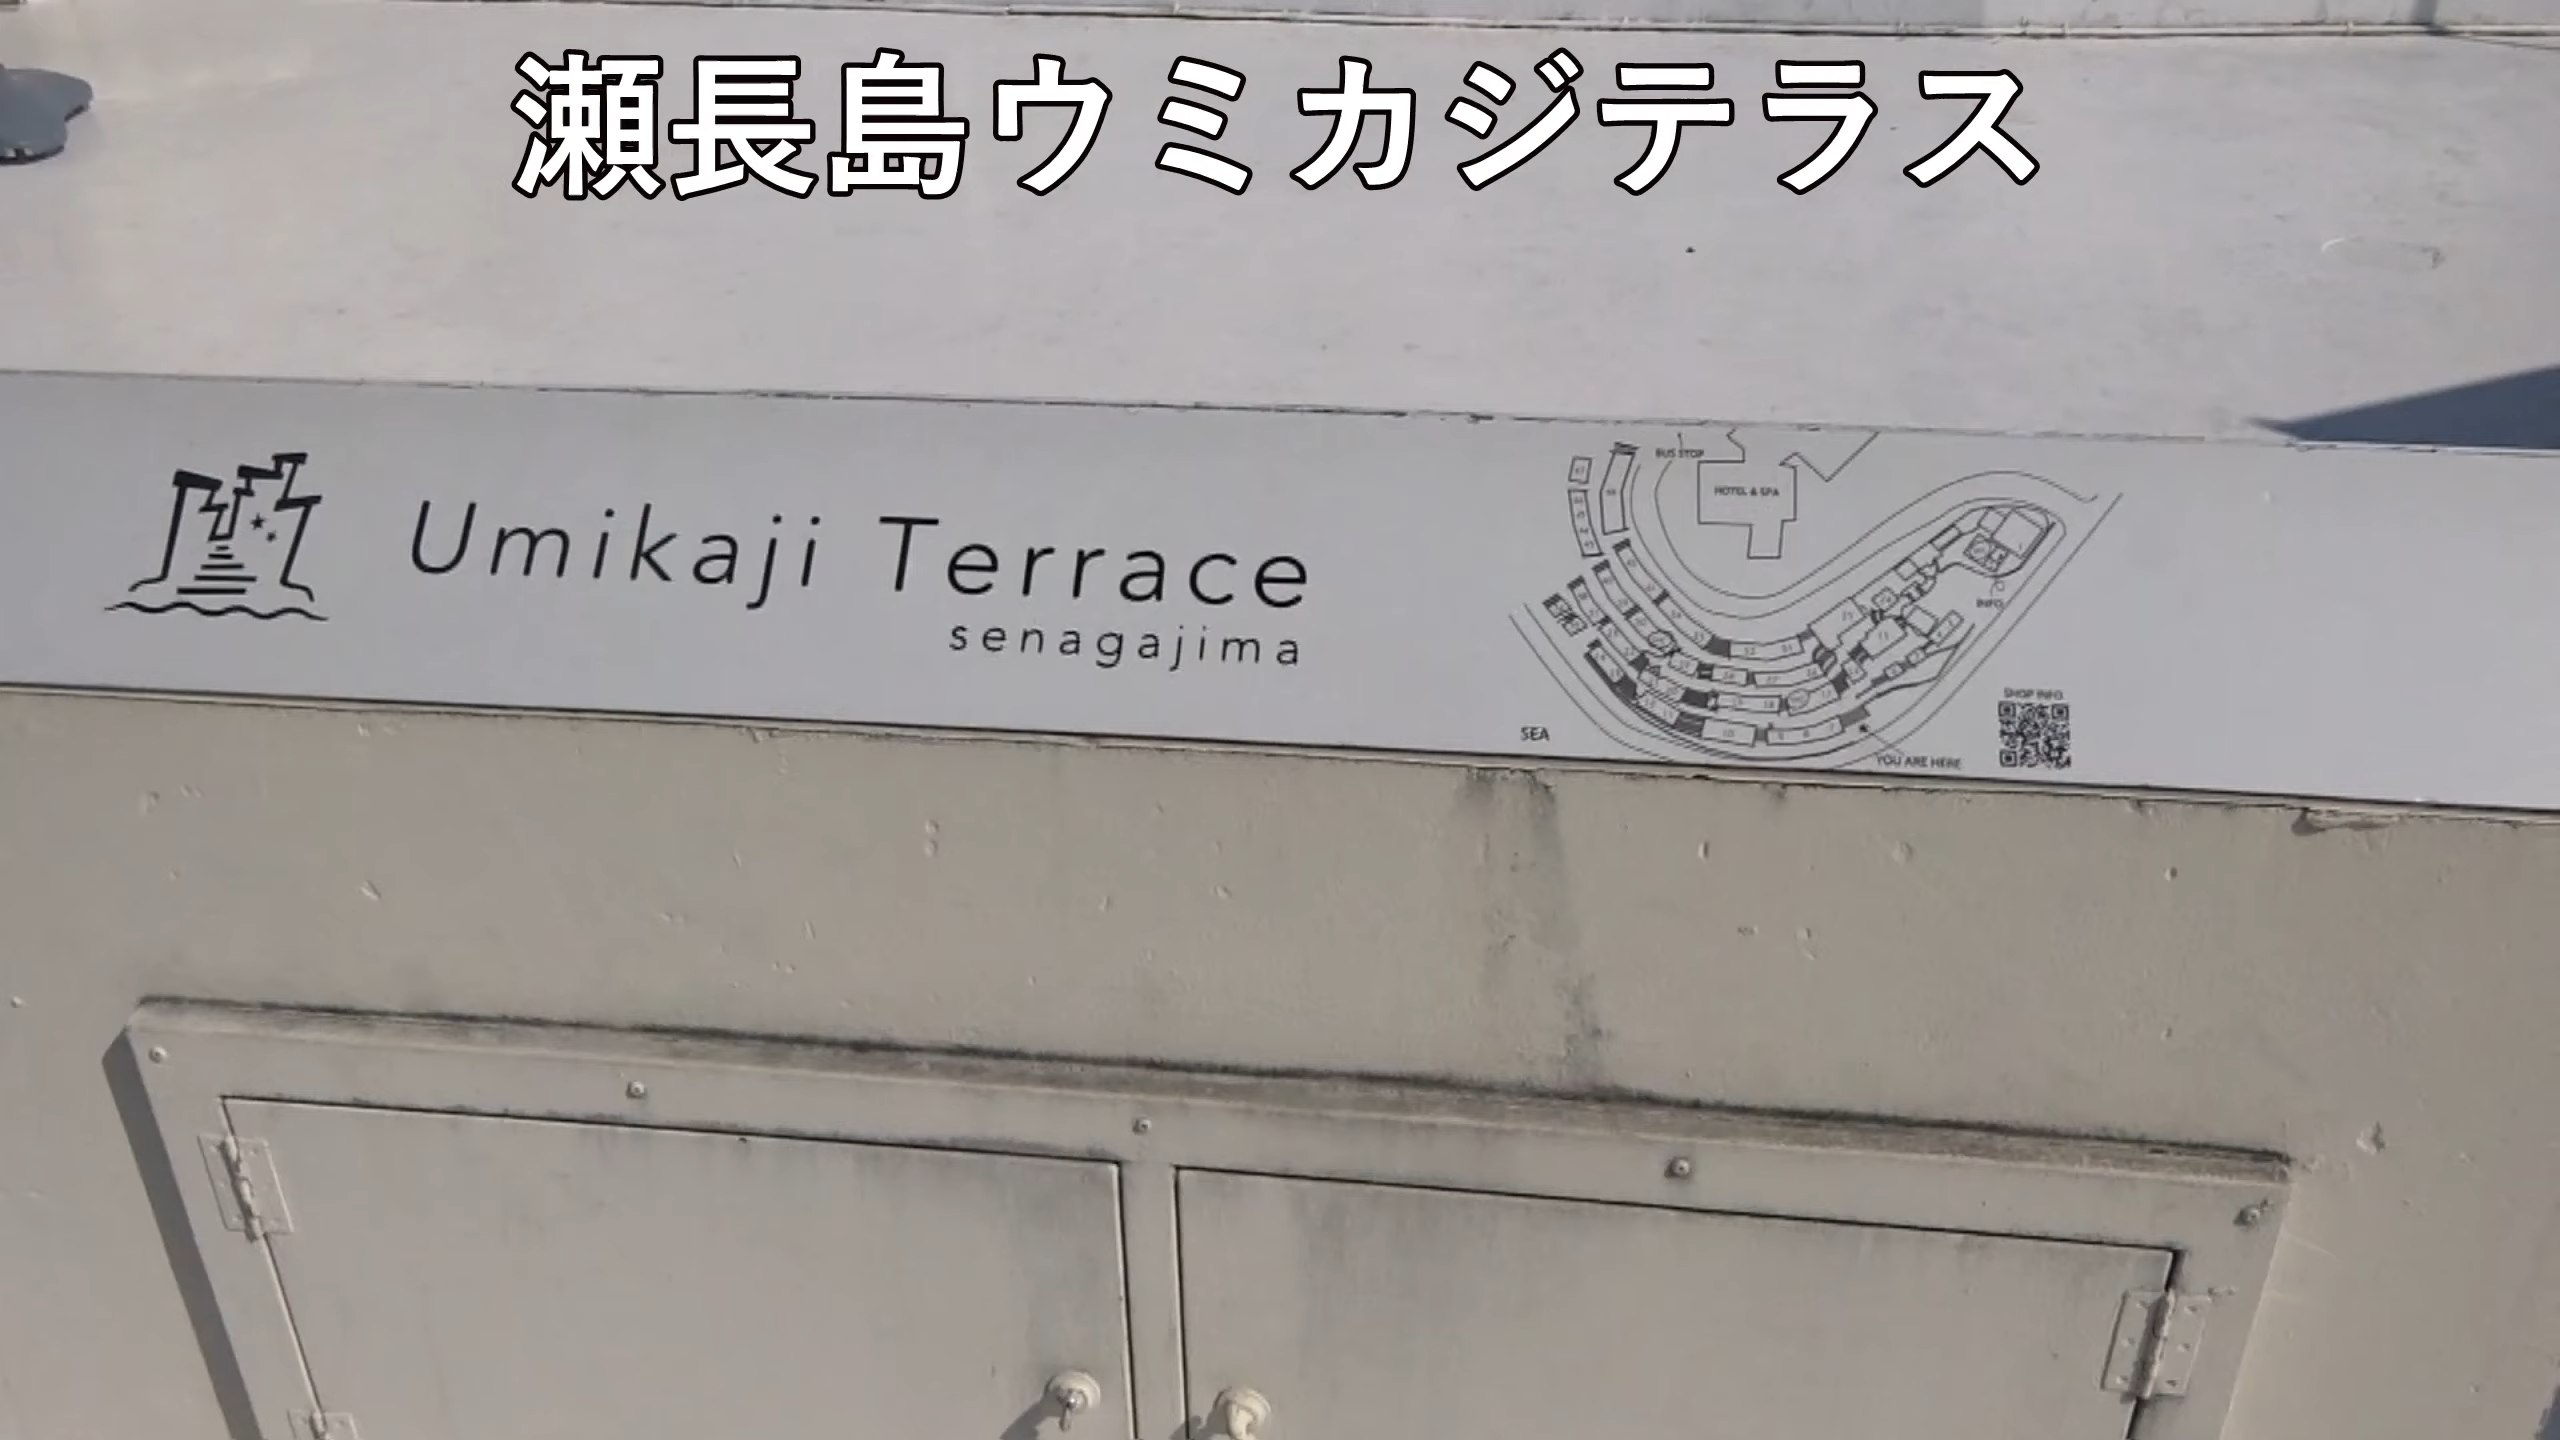 瀬長島ウミカジテラス
Umikaji Terrace
senagajima
BUS STOP
HOTEL & SPA
INFO
SHOP INFO.
SEA
YOU ARE HERE